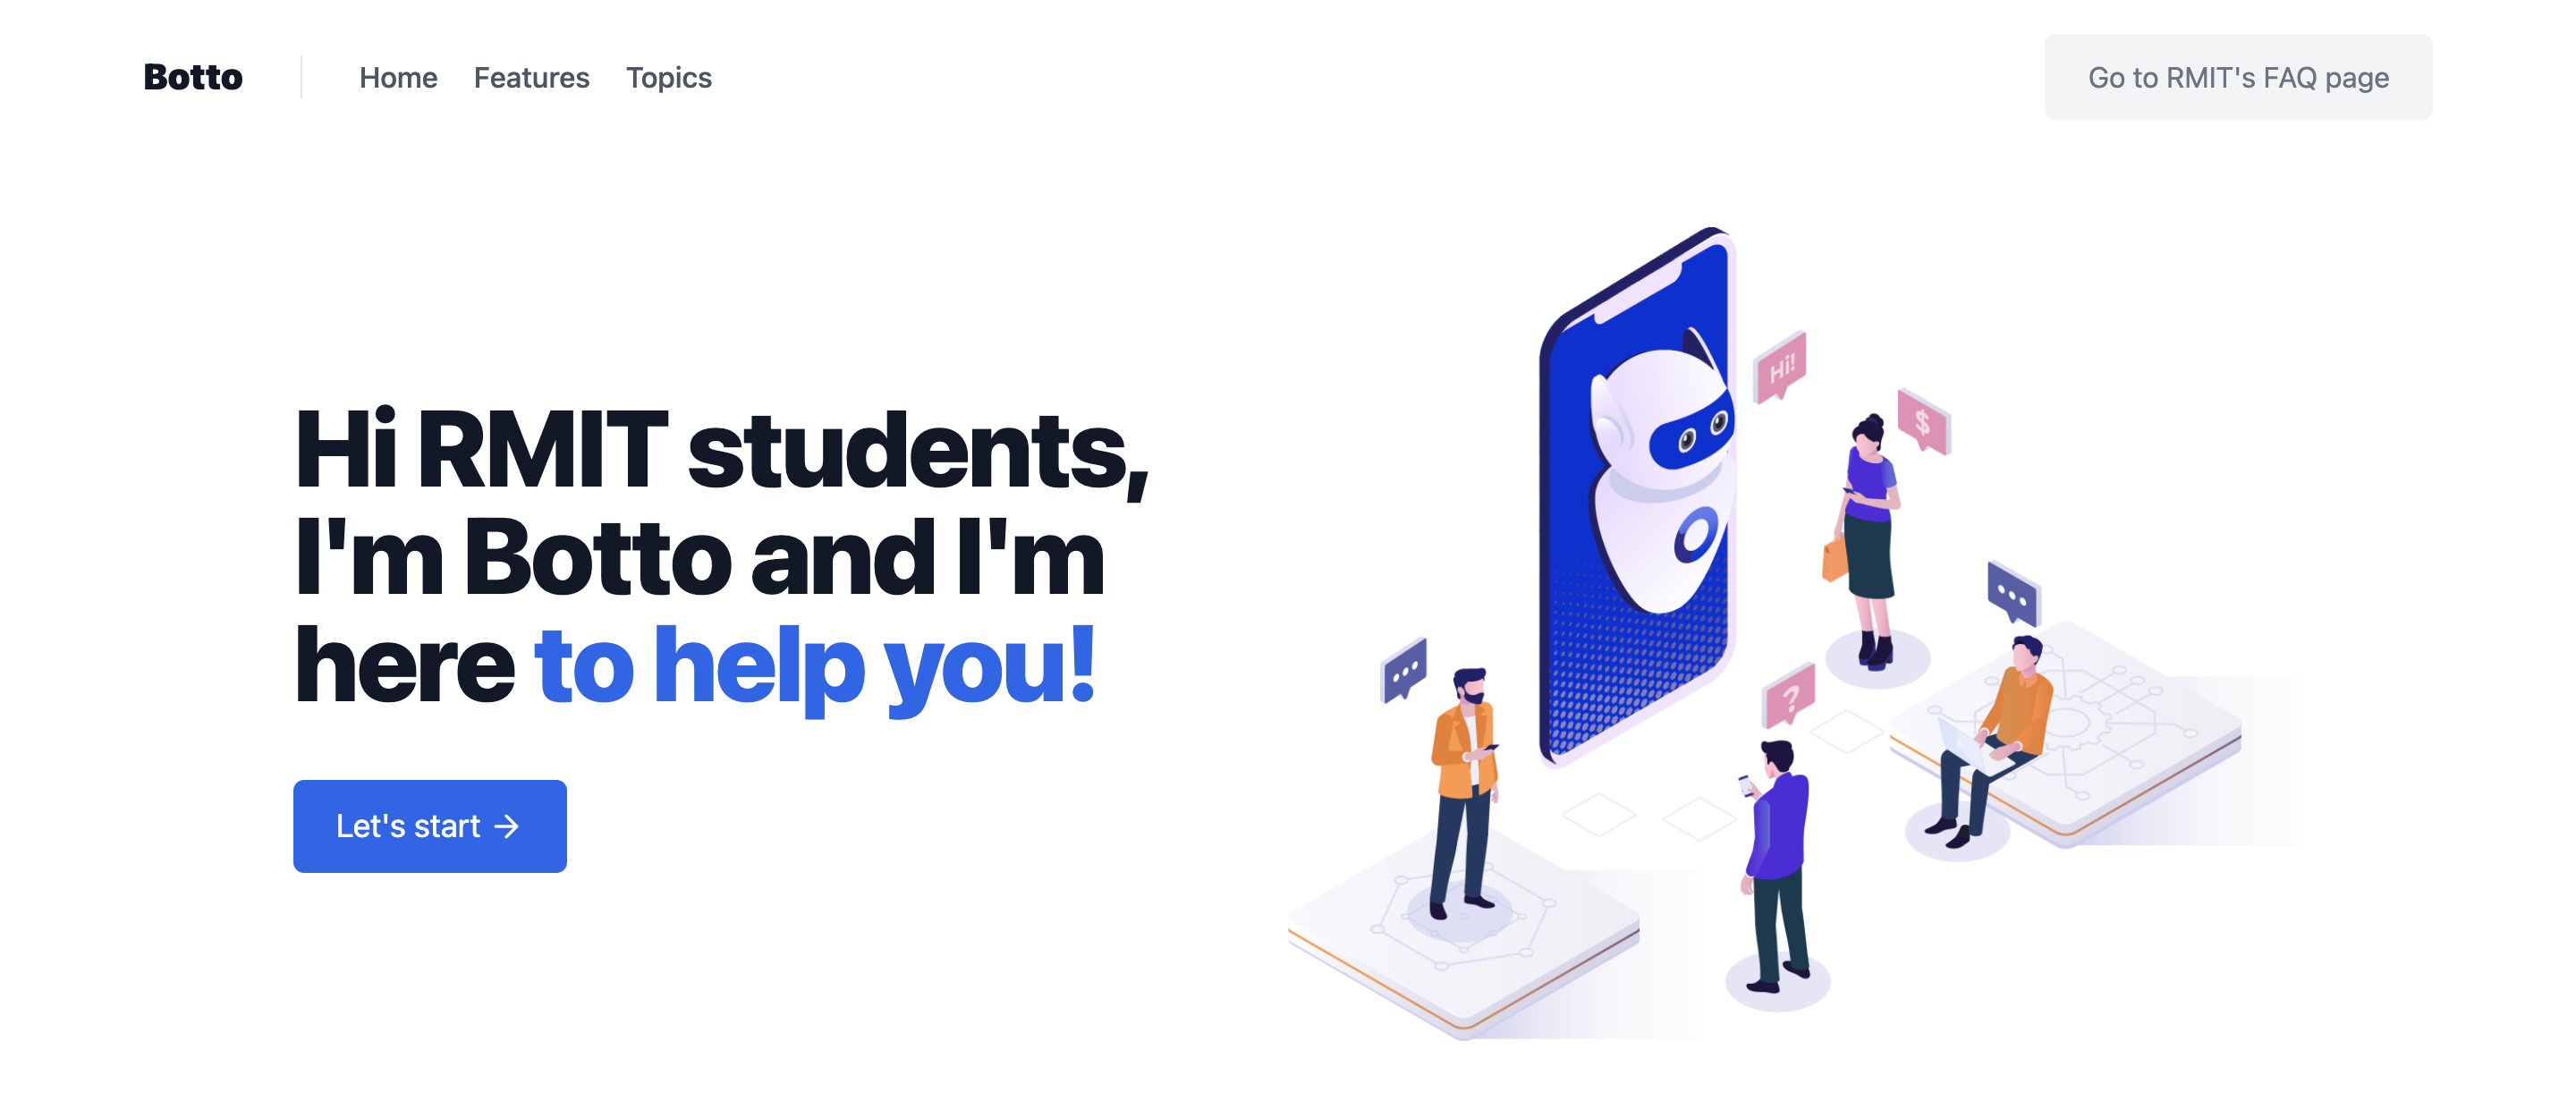 Botto
Home Features Topics
Go to RMIT's FAQ page
Hi RMIT students,
I'm Botto and I'm
here to help you!
Let's start →
Hi!
$
...
...
?